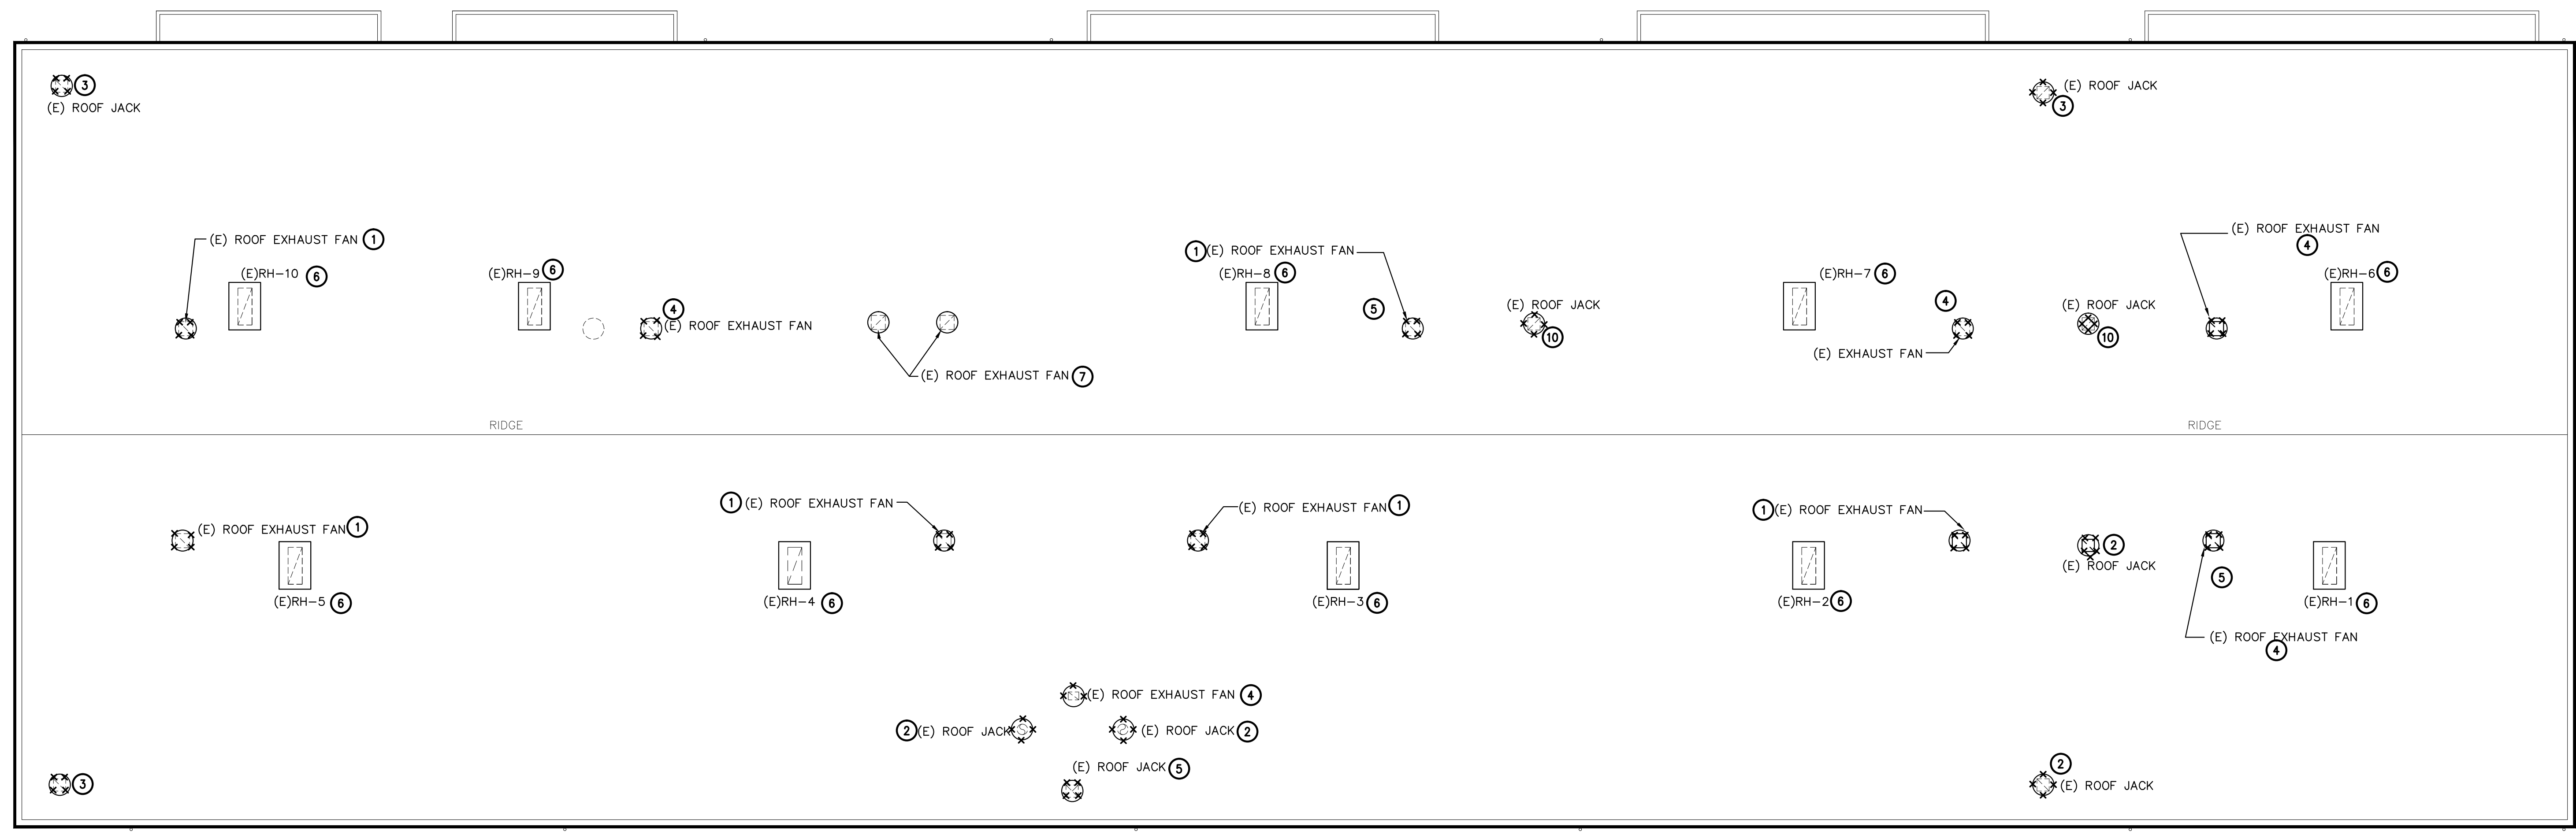 3
(E) ROOF JACK
(E) ROOF JACK
3
(E) ROOF EXHAUST FAN 1
(E)RH-10 6
(E)RH-9 6
4
(E) ROOF EXHAUST FAN
(E) ROOF EXHAUST FAN 7
1 (E) ROOF EXHAUST FAN
(E)RH-8 6
5
(E) ROOF JACK
10
(E)RH-7 6
4
(E) EXHAUST FAN
(E) ROOF JACK
10
(E) ROOF EXHAUST FAN
4
(E)RH-6 6
RIDGE
RIDGE
(E) ROOF EXHAUST FAN 1
(E)RH-5 6
1 (E) ROOF EXHAUST FAN
(E)RH-4 6
(E) ROOF EXHAUST FAN 1
(E)RH-3 6
1 (E) ROOF EXHAUST FAN
(E)RH-2 6
2
(E) ROOF JACK
5
(E)RH-1 6
(E) ROOF EXHAUST FAN
4
(E) ROOF EXHAUST FAN 4
2 (E) ROOF JACK
(E) ROOF JACK 2
(E) ROOF JACK 5
3
2
(E) ROOF JACK